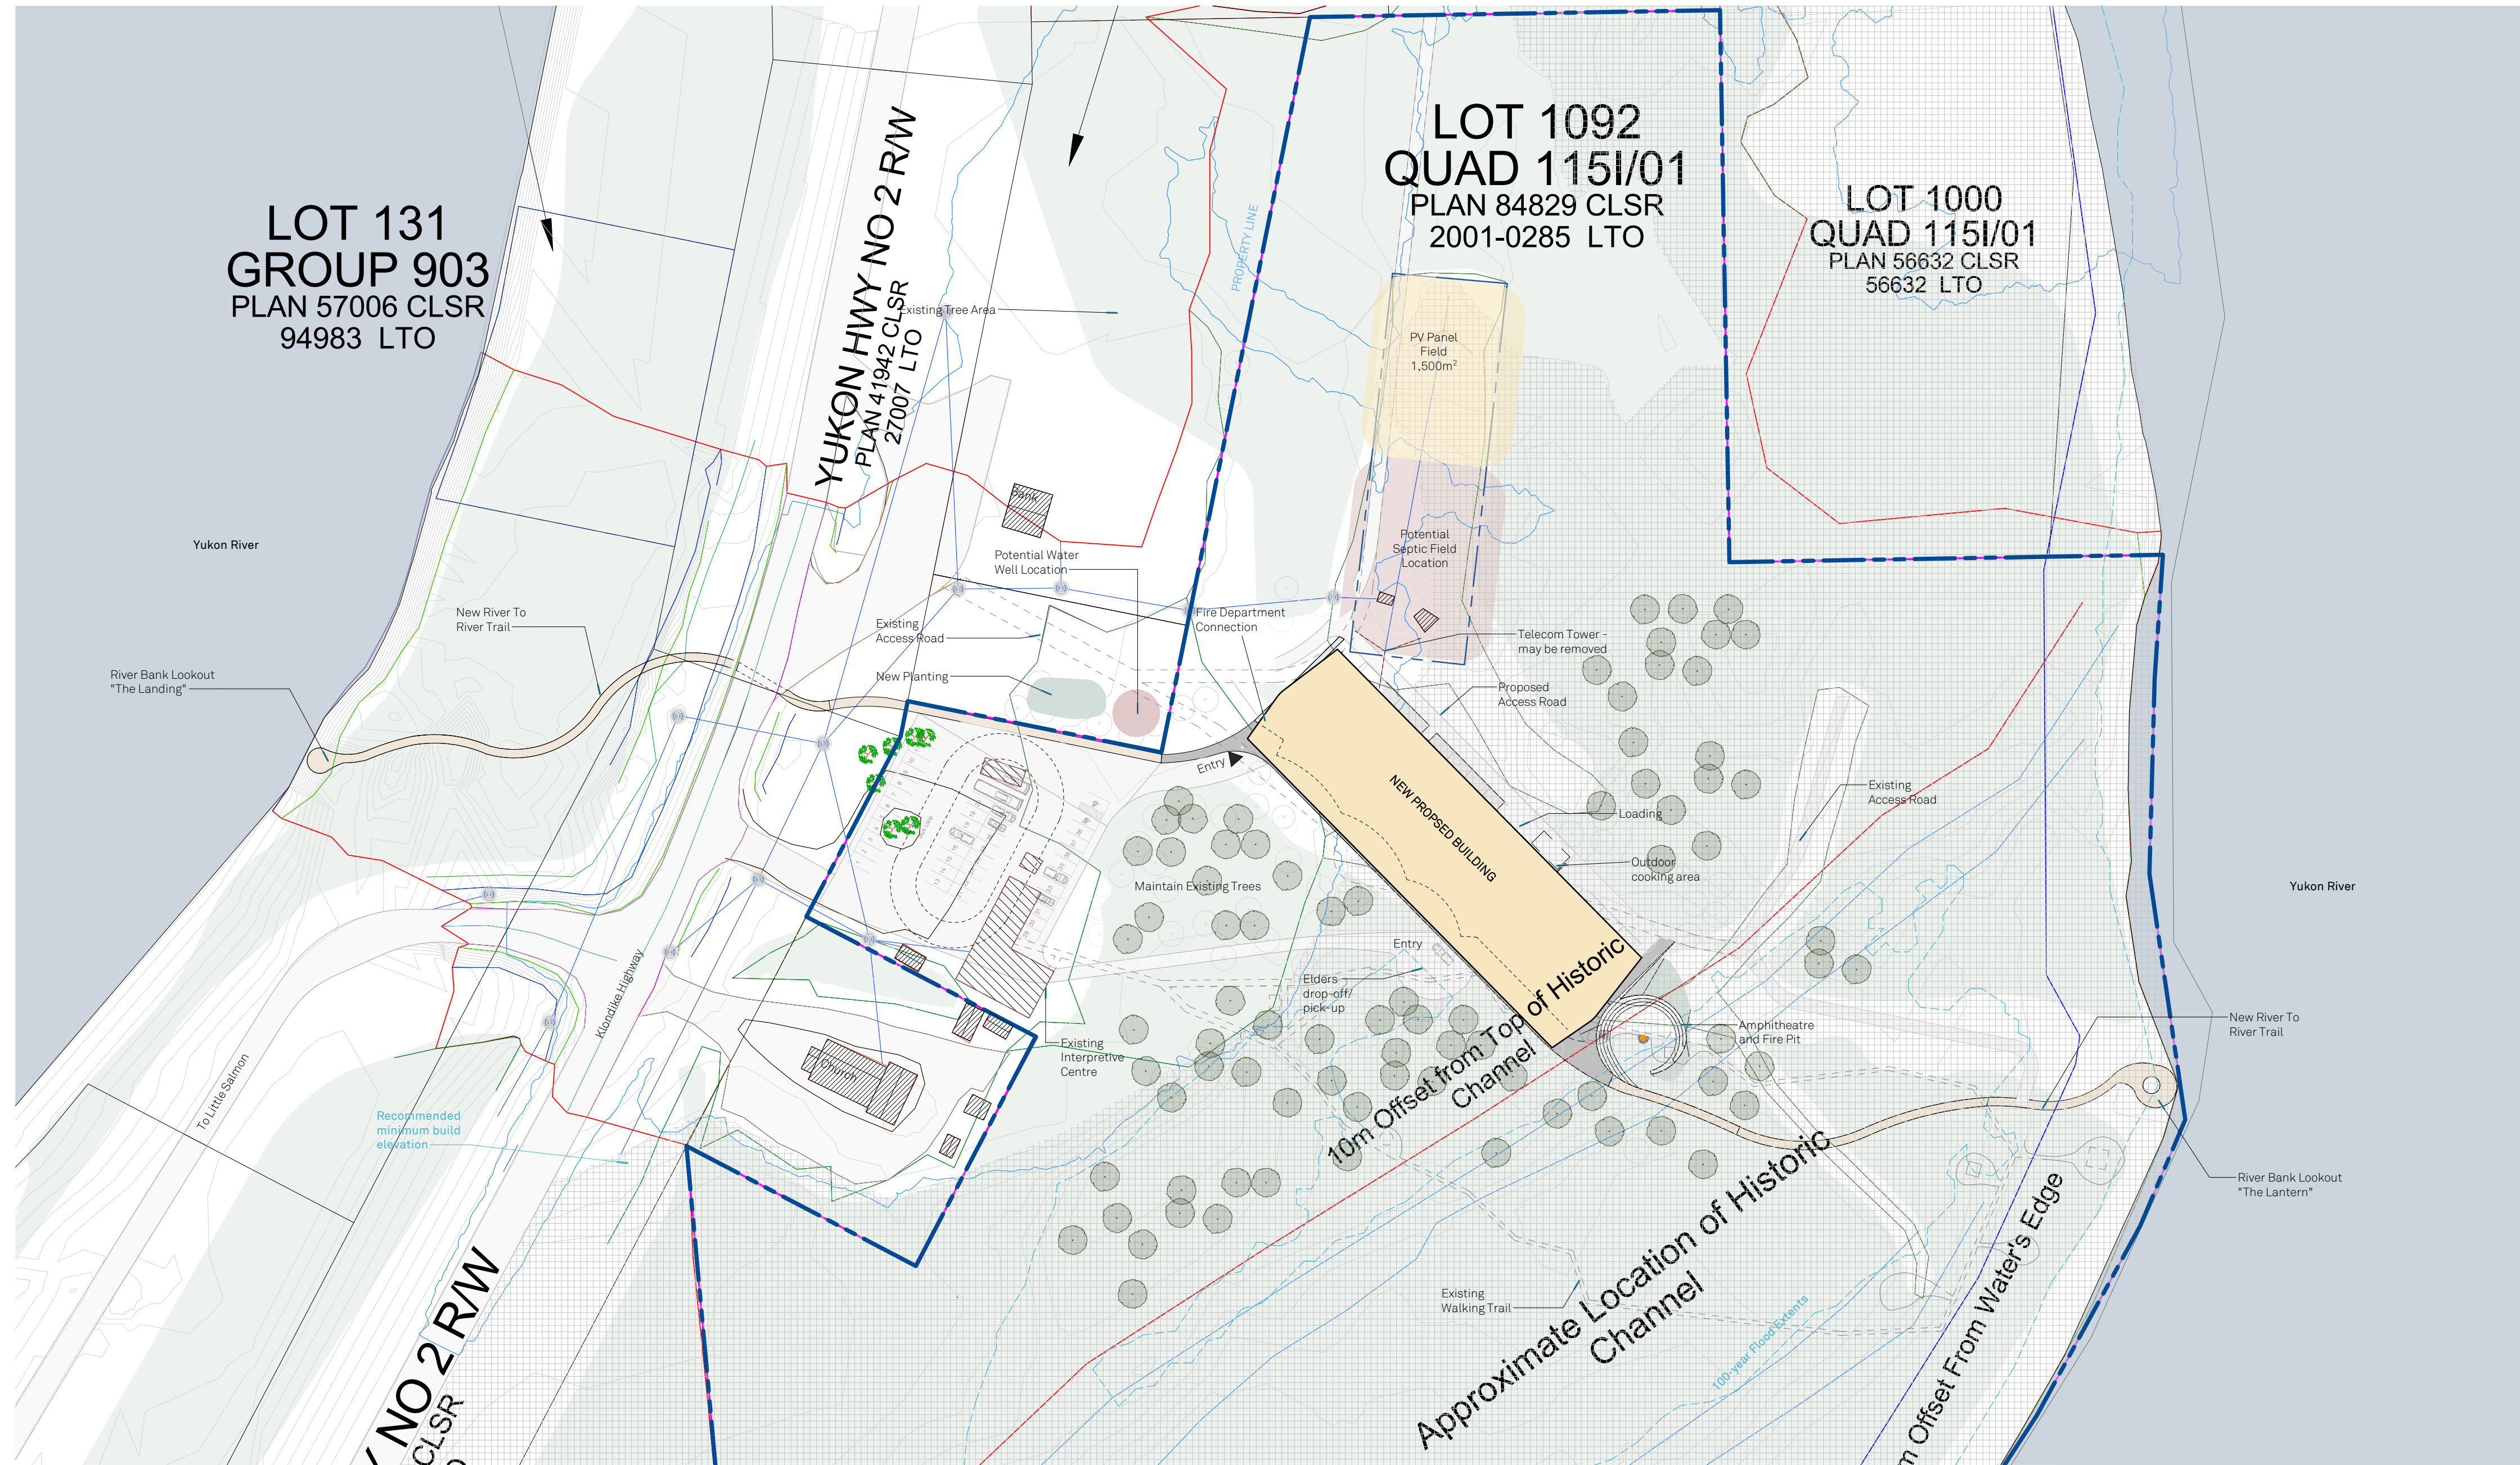 LOT 131
GROUP 903
PLAN 57006 CLSR
94983 LTO
YUKON HWY NO 2 R/W
PLAN 41942 CLSR
27007 LTO
LOT 1092
QUAD 115I/01
PLAN 84829 CLSR
2001-0285 LTO
LOT 1000
QUAD 115I/01
PLAN 56632 CLSR
56632 LTO
PROPERTY LINE
Existing Tree Area
PV Panel
Field
1,500m²
Bank
Yukon River
Potential Water
Well Location
Potential
Septic Field
Location
New River To
River Trail
Existing
Access Road
Fire Department
Connection
Telecom Tower -
may be removed
River Bank Lookout
"The Landing"
New Planting
Proposed
Access Road
Entry
NEW PROPSED BUILDING
Loading
Existing
Access Road
Outdoor
cooking area
Maintain Existing Trees
Yukon River
Entry
Elders
drop-off/
pick-up
Klondike Highway
10m Offset from Top of Historic
Channel
Amphitheatre
and Fire Pit
New River To
River Trail
Existing
Interpretive
Centre
Church
To Little Salmon
Recommended
minimum build
elevation
River Bank Lookout
"The Lantern"
Existing
Walking Trail
Approximate Location of Historic
Channel
100-year Flood Extents
m Offset From Water's Edge
NO 2 R/W
CLSR